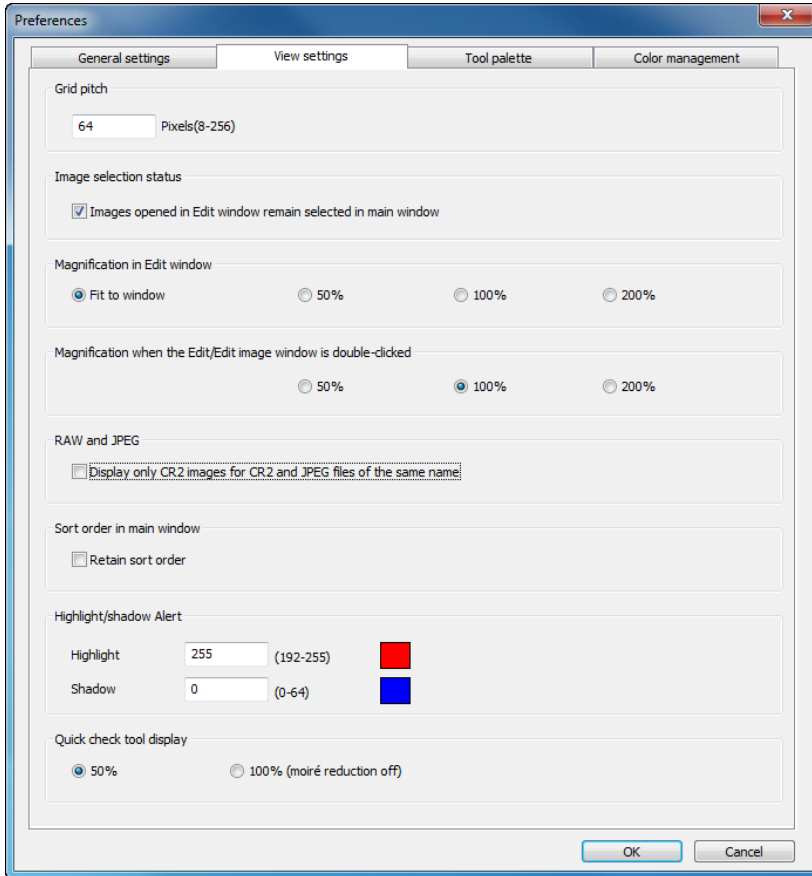 Preferences
General settings View settings Tool palette Color management
Grid pitch
64 Pixels(8-256)
Image selection status
Images opened in Edit window remain selected in main window
Magnification in Edit window
Fit to window 50% 100% 200%
Magnification when the Edit/Edit image window is double-clicked
50% 100% 200%
RAW and JPEG
Display only CR2 images for CR2 and JPEG files of the same name
Sort order in main window
Retain sort order
Highlight/shadow Alert
Highlight 255 (192-255)
Shadow 0 (0-64)
Quick check tool display
50% 100% (moiré reduction off)
OK Cancel